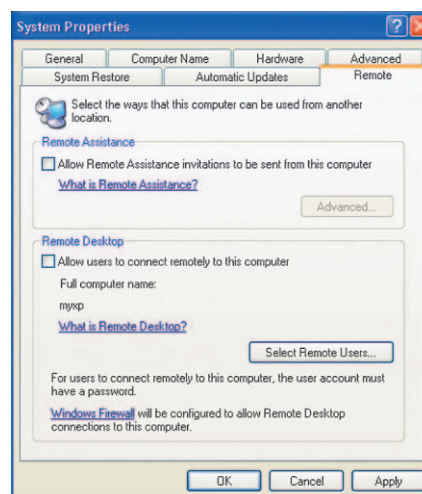 System Properties
General Computer Name Hardware Advanced
System Restore Automatic Updates Remote
Select the ways that this computer can be used from another
location.
Remote Assistance
Allow Remote Assistance invitations to be sent from this computer
What is Remote Assistance?
Advanced...
Remote Desktop
Allow users to connect remotely to this computer
Full computer name:
myxp
What is Remote Desktop?
Select Remote Users...
For users to connect remotely to this computer, the user account must
have a password.
Windows Firewall will be configured to allow Remote Desktop
connections to this computer.
OK Cancel Apply